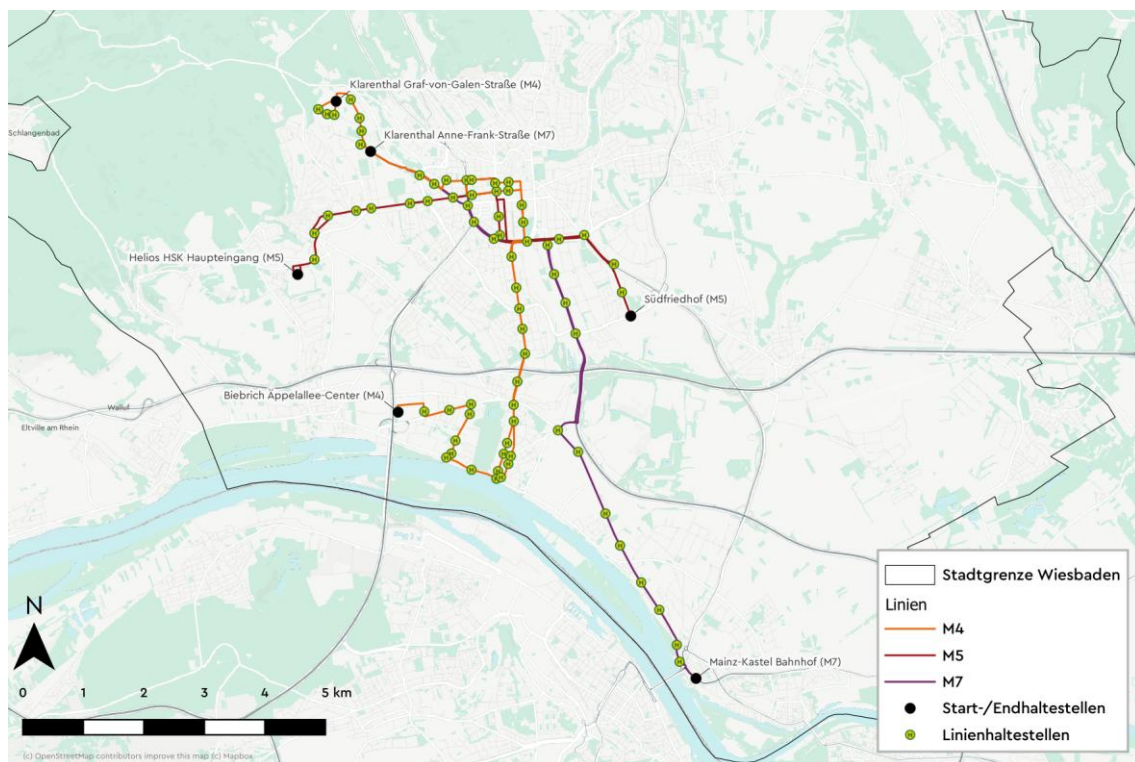 Klarenthal Graf-von-Galen-Straße (M4)
Schlangenbad
Klarenthal Anne-Frank-Straße (M7)
Helios HSK Haupteingang (M5)
Südfriedhof (M5)
Biebrich Äppelallee-Center (M4)
Walluf
Eltville am Rhein
Mainz-Kastel Bahnhof (M7)
N
0 1 2 3 4 5 km
(c) OpenStreetMap contributors improve this map (c) Mapbox
Stadtgrenze Wiesbaden
Linien
M4
M5
M7
Start-/Endhaltestellen
H Linienhaltestellen